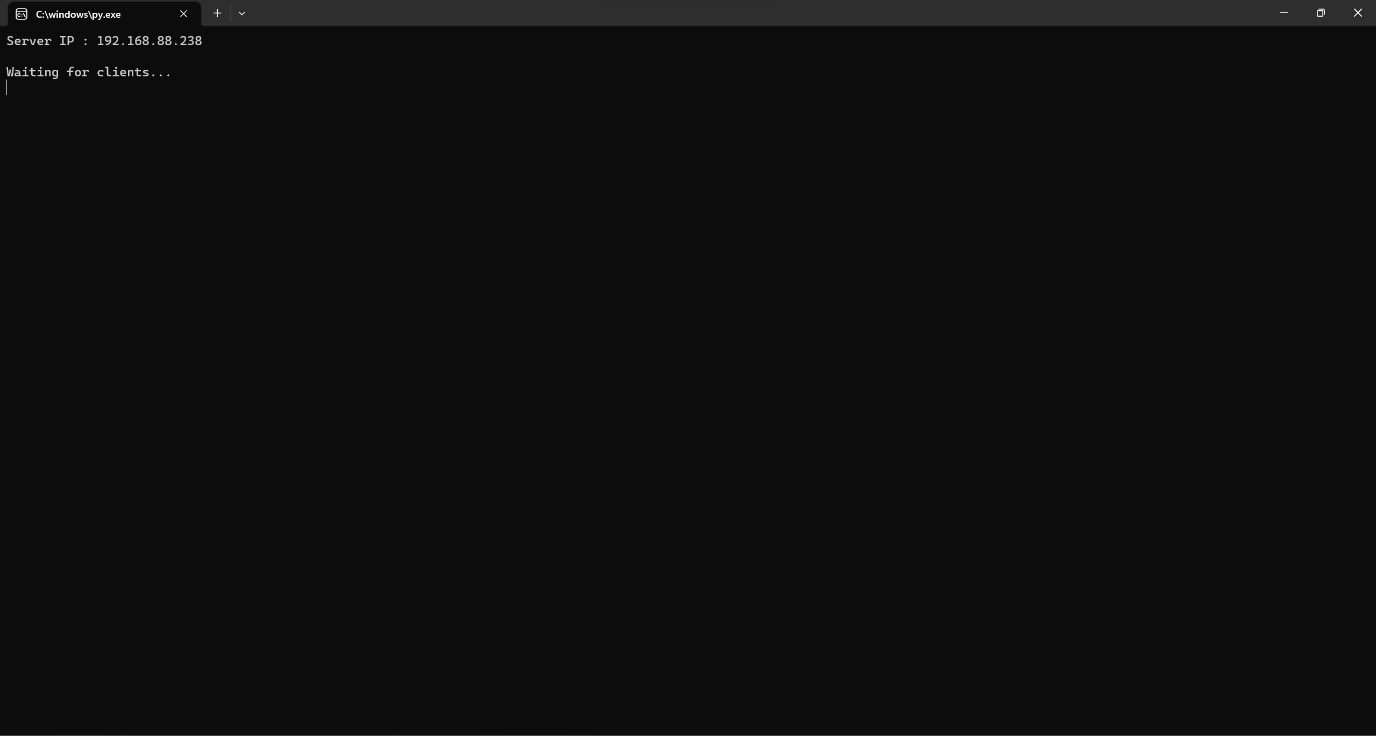 C:\windows\py.exe
Server IP : 192.168.88.238
Waiting for clients...